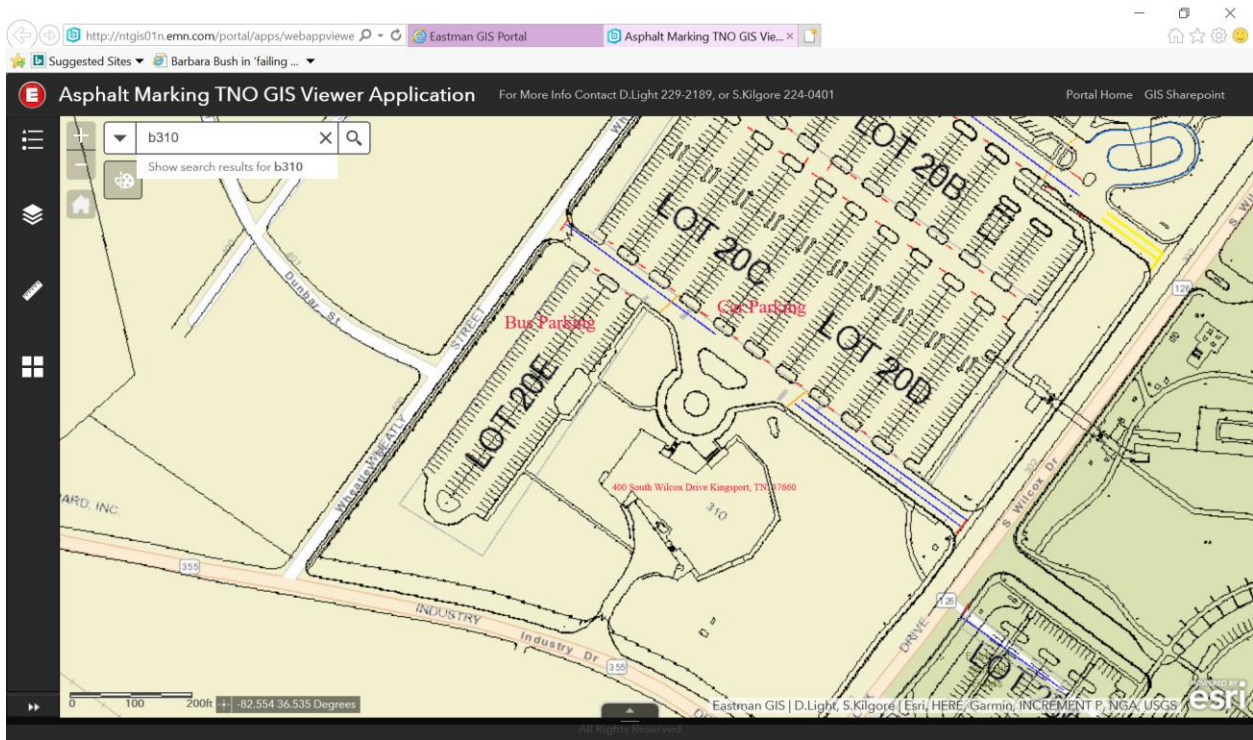 http://ntgis01n.emn.com/portal/apps/webappviewe
Eastman GIS Portal
Asphalt Marking TNO GIS Vie...
Suggested Sites
Barbara Bush in 'failing ...
E
Asphalt Marking TNO GIS Viewer Application
For More Info Contact D.Light 229-2189, or S.Kilgore 224-0401
Portal Home
GIS Sharepoint
b310
Show search results for b310
LOT 20B
LOT 20C
Car Parking
LOT 20D
Bus Parking
LOT 20E
400
401
Dunbar St
STREET
Wheatley
WHEATLY
126
S Wilcox Dr
302
400 South Wilcox Drive Kingsport, TN. 37660
310
ARD, INC.
355
INDUSTRY
Industry Dr
355
DRIVE
126
0 100 200ft
-82.554 36.535 Degrees
Eastman GIS | D.Light, S.Kilgore | Esri, HERE, Garmin, INCREMENT P, NGA, USGS
POWERED BY
esri
All Rights Reserved